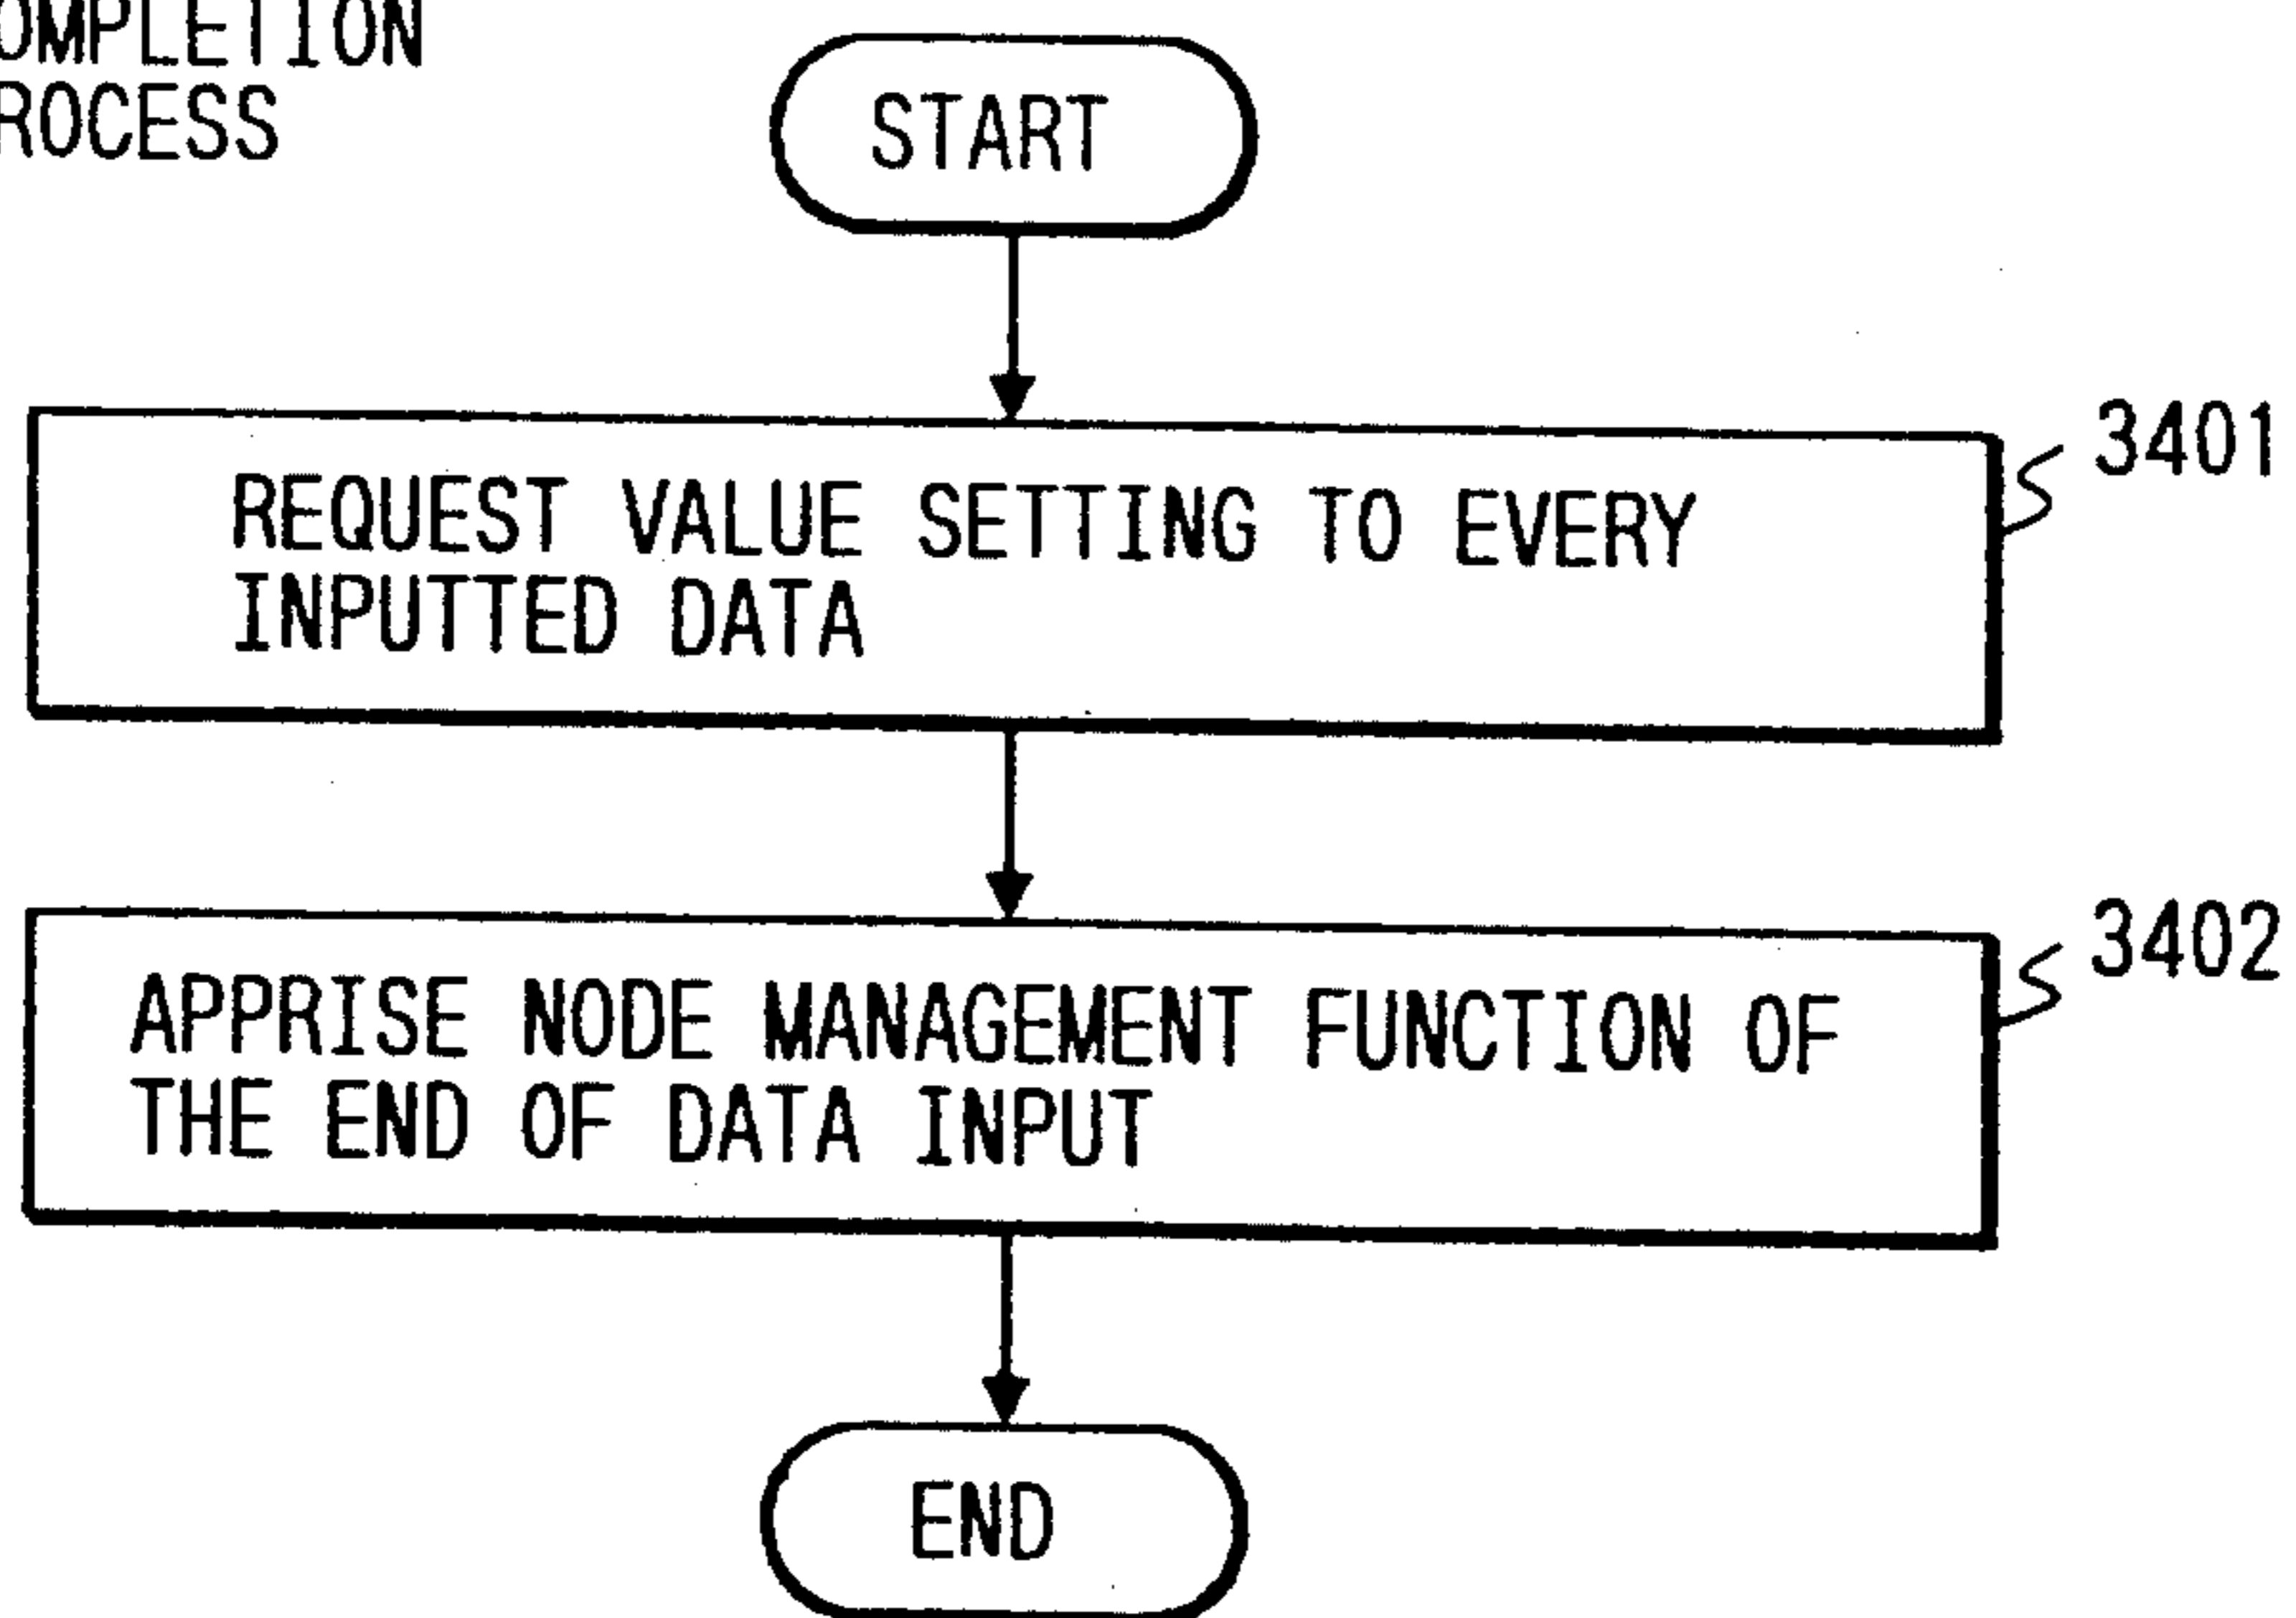 OMPLETION
ROCESS
START
3401
REQUEST VALUE SETTING TO EVERY
INPUTTED DATA
3402
APPRISE NODE MANAGEMENT FUNCTION OF
THE END OF DATA INPUT
END